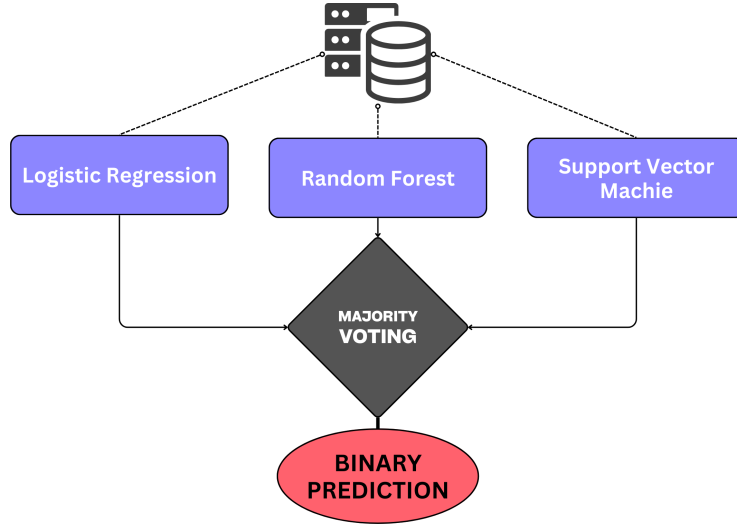 Logistic Regression
Random Forest
Support Vector
Machie
MAJORITY
VOTING
BINARY
PREDICTION